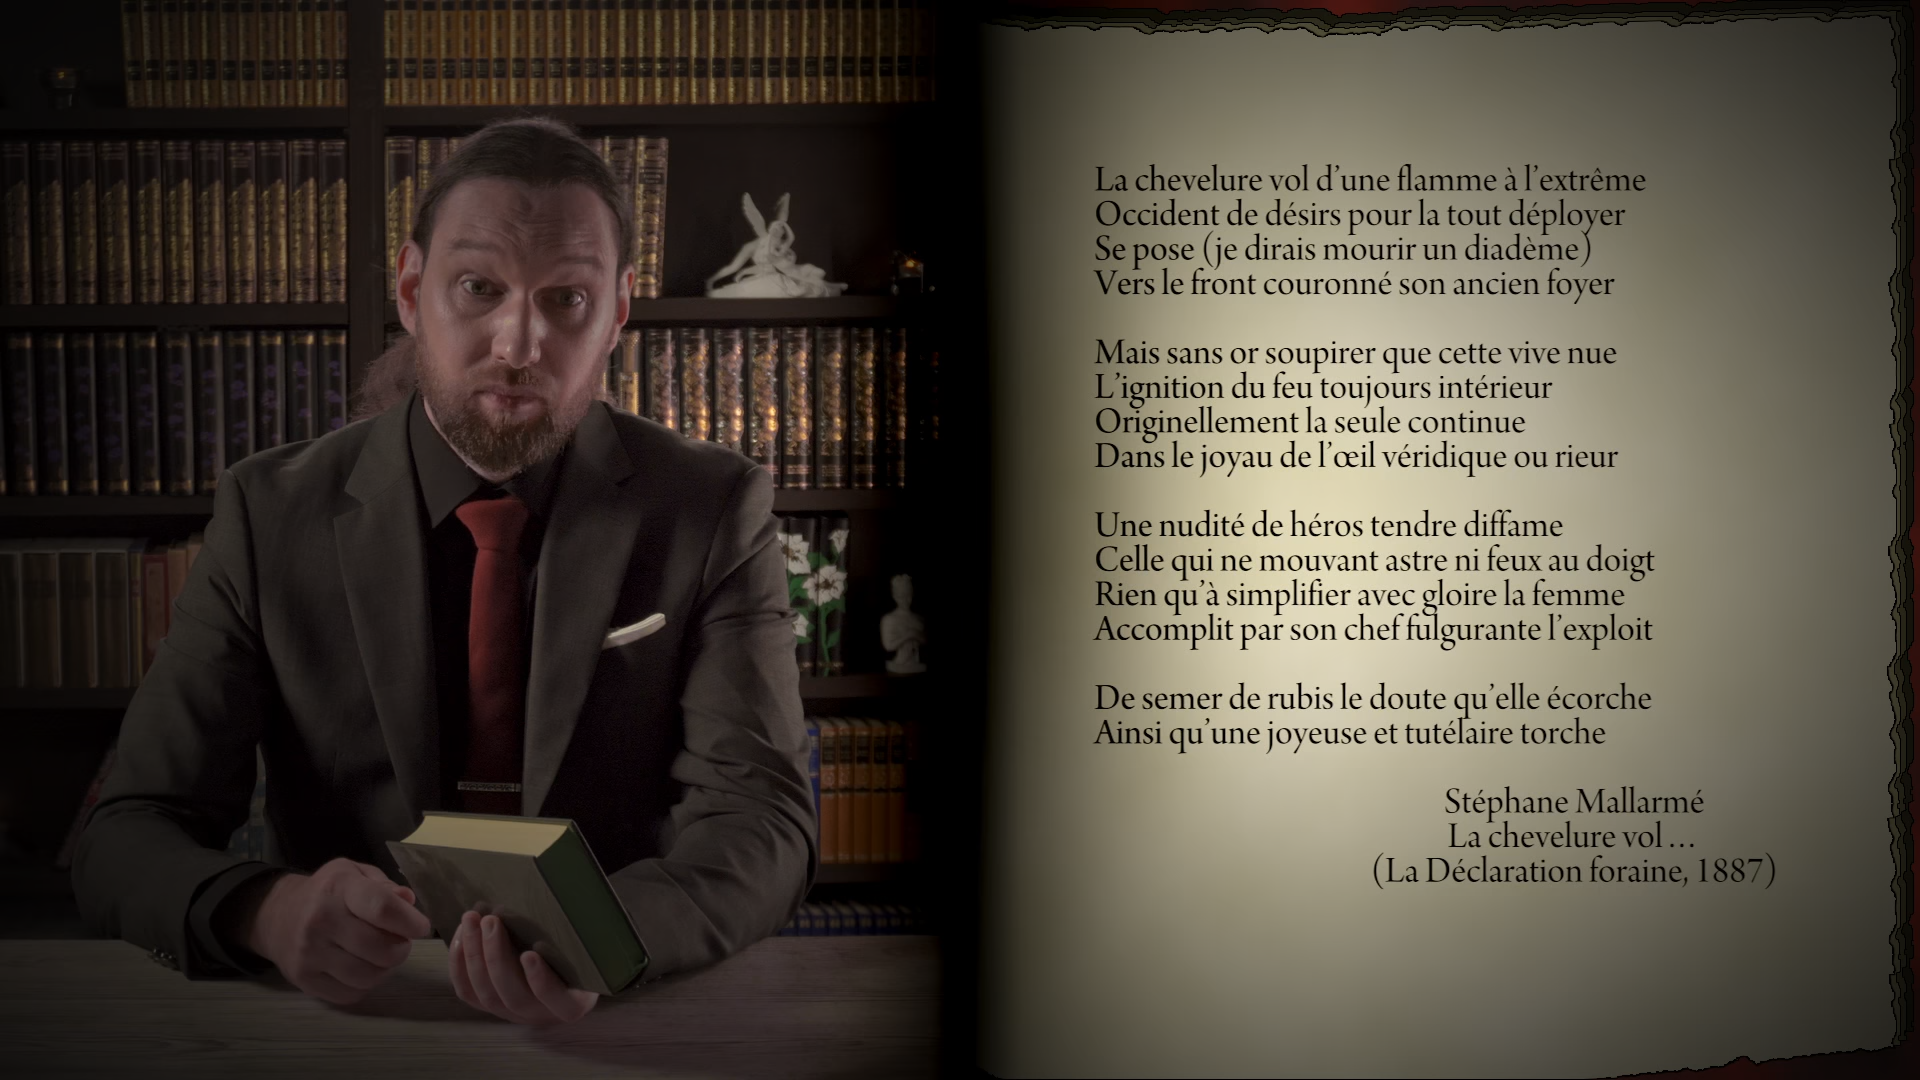 La chevelure vol d’une flamme à l’extrême
Occident de désirs pour la tout déployer
Se pose (je dirais mourir un diadème)
Vers le front couronné son ancien foyer
Mais sans or soupirer que cette vive nue
L’ignition du feu toujours intérieur
Originellement la seule continue
Dans le joyau de l’œil véridique ou rieur
Une nudité de héros tendre diffame
Celle qui ne mouvant astre ni feux au doigt
Rien qu’à simplifier avec gloire la femme
Accomplit par son chef fulgurante l’exploit
De semer de rubis le doute qu’elle écorche
Ainsi qu’une joyeuse et tutélaire torche
Stéphane Mallarmé
La chevelure vol …
(La Déclaration foraine, 1887)